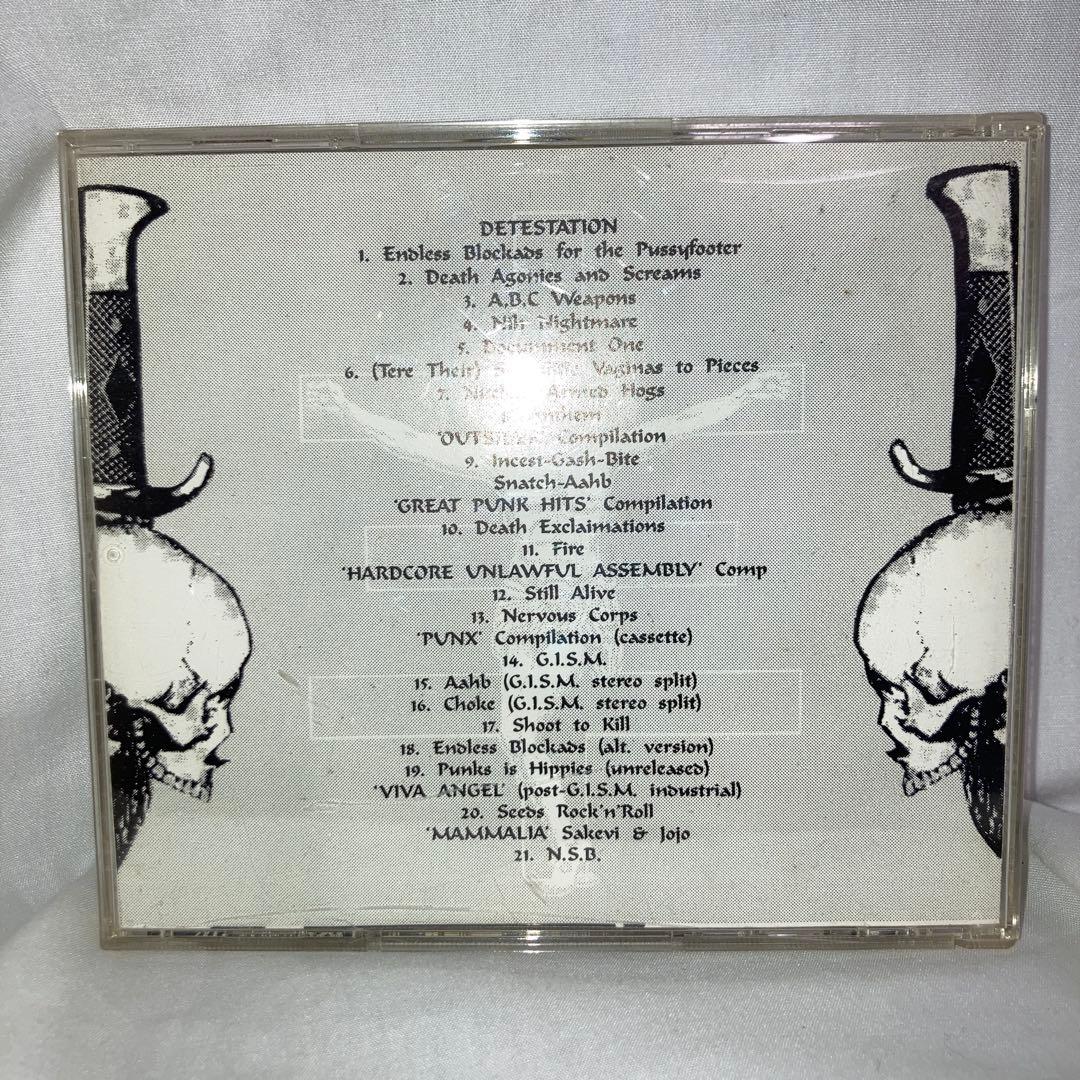 DETESTATION
1. Endless Blockads for the Pussyfooter
2. Death Agonies and Screams
3. A,B,C Weapons
4. Nih Nightmare
5. Document One
6. (Tere Their) Vaginas to Pieces
7. Armed Hogs
8. Anthem
'OUTSIDER' Compilation
9. Incest-Gash-Bite
Snatch-Aahb
'GREAT PUNK HITS' Compilation
10. Death Exclaimations
11. Fire
'HARDCORE UNLAWFUL ASSEMBLY' Comp
12. Still Alive
13. Nervous Corps
'PUNX' Compilation (cassette)
14. G.I.S.M.
15. Aahb (G.I.S.M. stereo split)
16. Choke (G.I.S.M. stereo split)
17. Shoot to Kill
18. Endless Blockads (alt. version)
19. Punks is Hippies (unreleased)
'VIVA ANGEL' (post-G.I.S.M. industrial)
20. Seeds Rock'n'Roll
'MAMMALIA' Sakevi & Jojo
21. N.S.B.